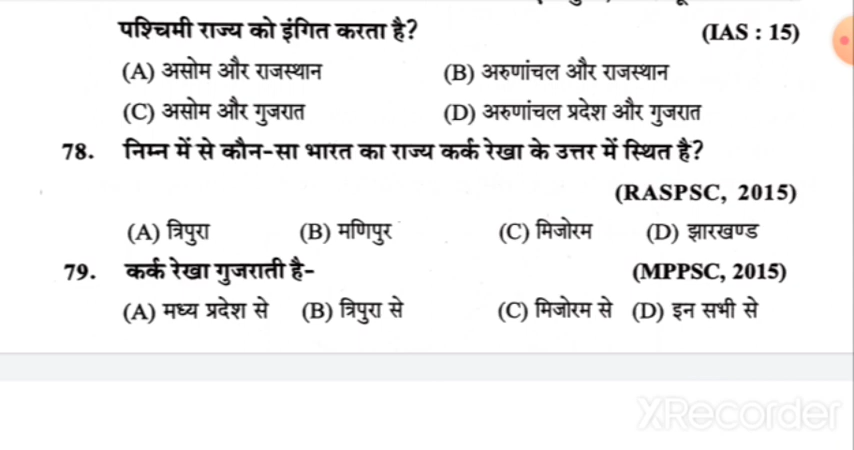 पश्चिमी राज्य को इंगित करता है? (IAS : 15)
(A) असोम और राजस्थान (B) अरुणांचल और राजस्थान
(C) असोम और गुजरात (D) अरुणांचल प्रदेश और गुजरात
78. निम्न में से कौन-सा भारत का राज्य कर्क रेखा के उत्तर में स्थित है?
(RASPSC, 2015)
(A) त्रिपुरा (B) मणिपुर (C) मिजोरम (D) झारखण्ड
79. कर्क रेखा गुजराती है- (MPPSC, 2015)
(A) मध्य प्रदेश से (B) त्रिपुरा से (C) मिजोरम से (D) इन सभी से
XRecorder